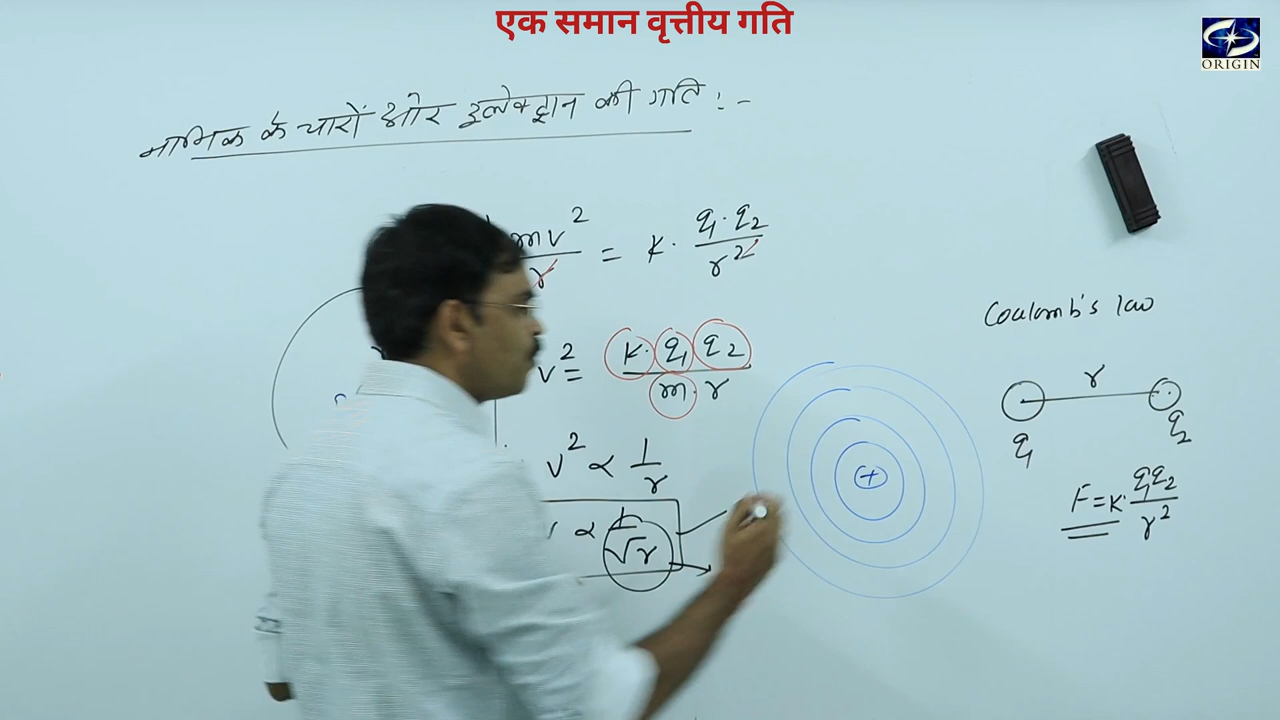 एक समान वृत्तीय गति
ORIGIN
नाभिक के चारों ओर इलेक्ट्रान की गति :-
mv²/r = K· q₁·q₂/r²
v² = K·q₁q₂/m·r
v² ∝ 1/r
∝ 1/√r
+
Coulomb's law
r
q₁
q₂
F=K·q₁q₂/r²